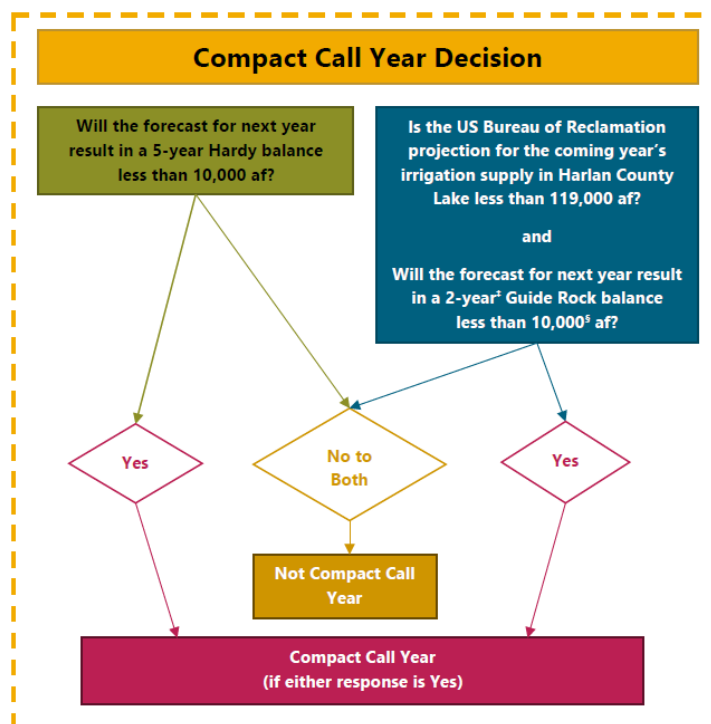 Compact Call Year Decision
Will the forecast for next year
result in a 5-year Hardy balance
less than 10,000 af?
Is the US Bureau of Reclamation
projection for the coming year´s
irrigation supply in Harlan County
Lake less than 119,000 af?
and
Will the forecast for next year result
in a 2-year‡ Guide Rock balance
less than 10,000§ af?
Yes
No to
Both
Yes
Not Compact Call
Year
Compact Call Year
(if either response is Yes)